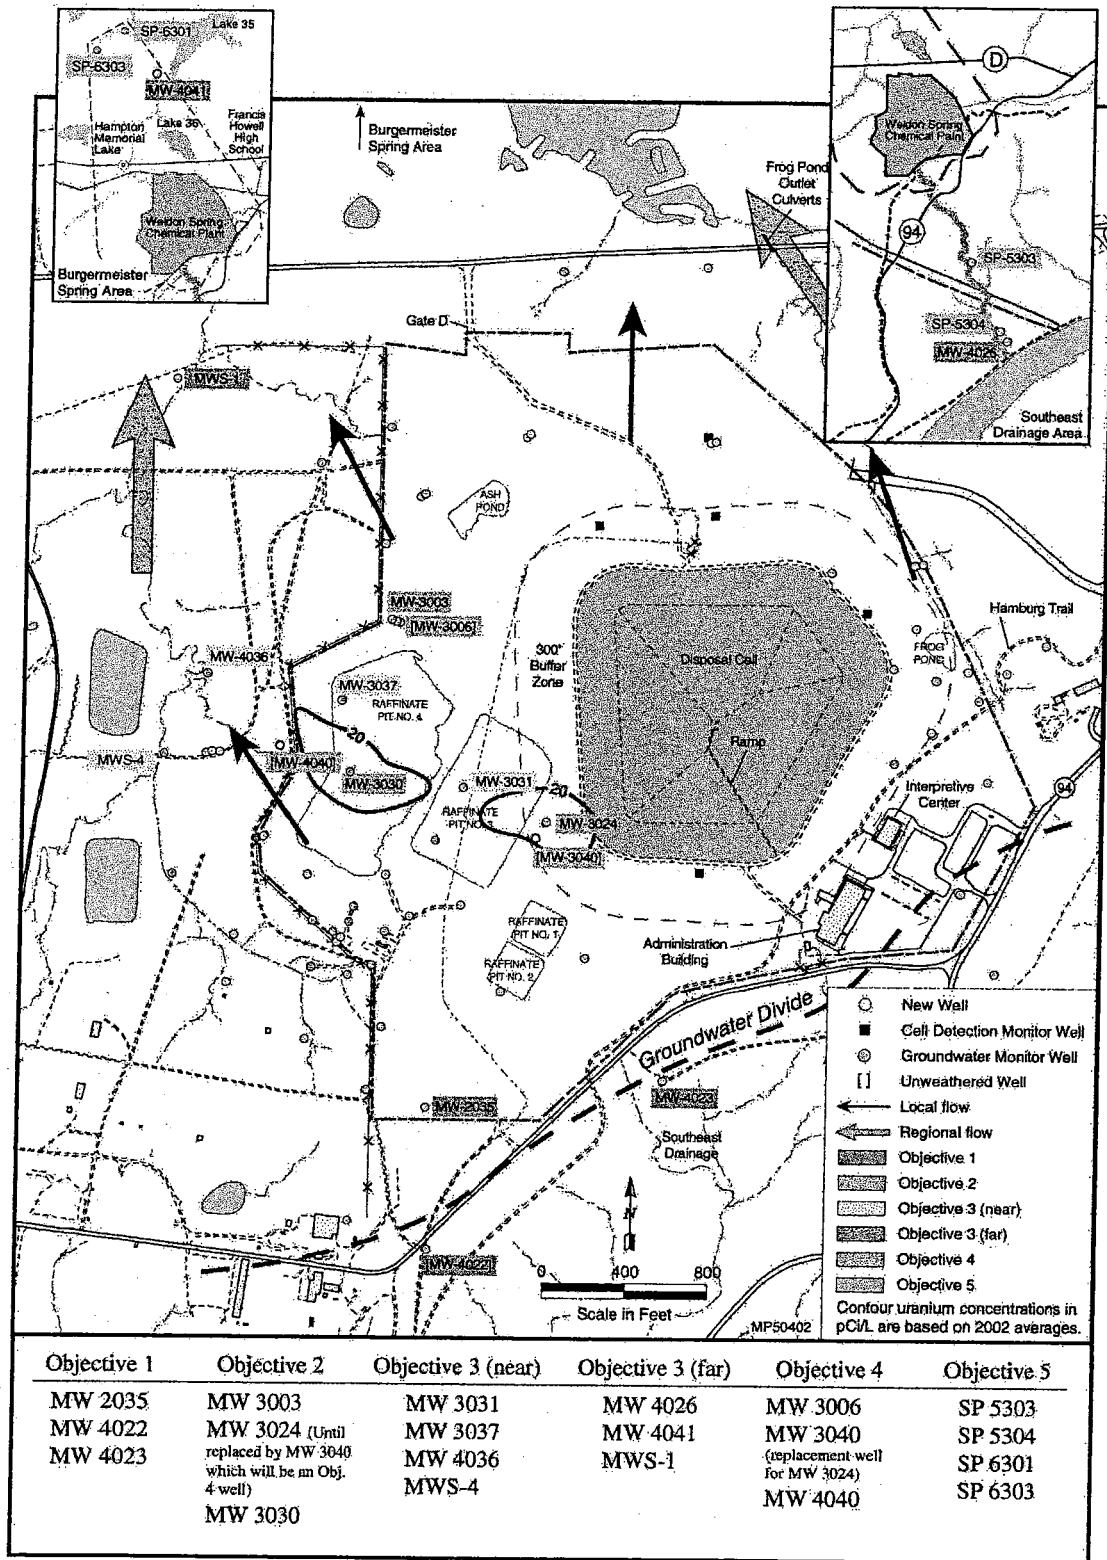 SP-6301
Lake 35
SP-6303
MW-4041
Hampton
Memorial
Lake
Lake 36
Francis
Howell
High
School
Weldon Spring
Chemical Plant
Burgermeister
Spring Area
Burgermeister
Spring Area
Frog Pond
Outlet
Culverts
D
Weldon Spring
Chemical Plant
94
SP-5303
SP-5304
MW-4026
Southeast
Drainage Area
Gate D
MWS-1
ASH
POND
MW-3003
[MW-3006]
Hamburg Trail
300'
Buffer
Zone
Disposal Cell
FROG
POND
MW-4036
MW-3037
RAFFINATE
PIT NO. 4
20
Ramp
MWS-4
[MW-4040]
MW-3030
MW-3031
20
RAFFINATE
MW-3024
[MW-3040]
Interpretive
Center
94
RAFFINATE
PIT NO. 1
RAFFINATE
PIT NO. 2
Administration
Building
Groundwater Divide
MW-2035
MW-4023
Southeast
Drainage
[MW-4022]
N
0 400 800
Scale in Feet
MP50402
New Well
Cell Detection Monitor Well
Groundwater Monitor Well
[ ] Unweathered Well
Local flow
Regional flow
Objective 1
Objective 2
Objective 3 (near)
Objective 3 (far)
Objective 4
Objective 5
Contour uranium concentrations in
pCi/L are based on 2002 averages.
Objective 1 Objective 2 Objective 3 (near) Objective 3 (far) Objective 4 Objective 5
MW 2035
MW 4022
MW 4023
MW 3003
MW 3024 (Until
replaced by MW 3040
which will be an Obj.
4 well)
MW 3030
MW 3031
MW 3037
MW 4036
MWS-4
MW 4026
MW 4041
MWS-1
MW 3006
MW 3040
(replacement well
for MW 3024)
MW 4040
SP 5303
SP 5304
SP 6301
SP 6303